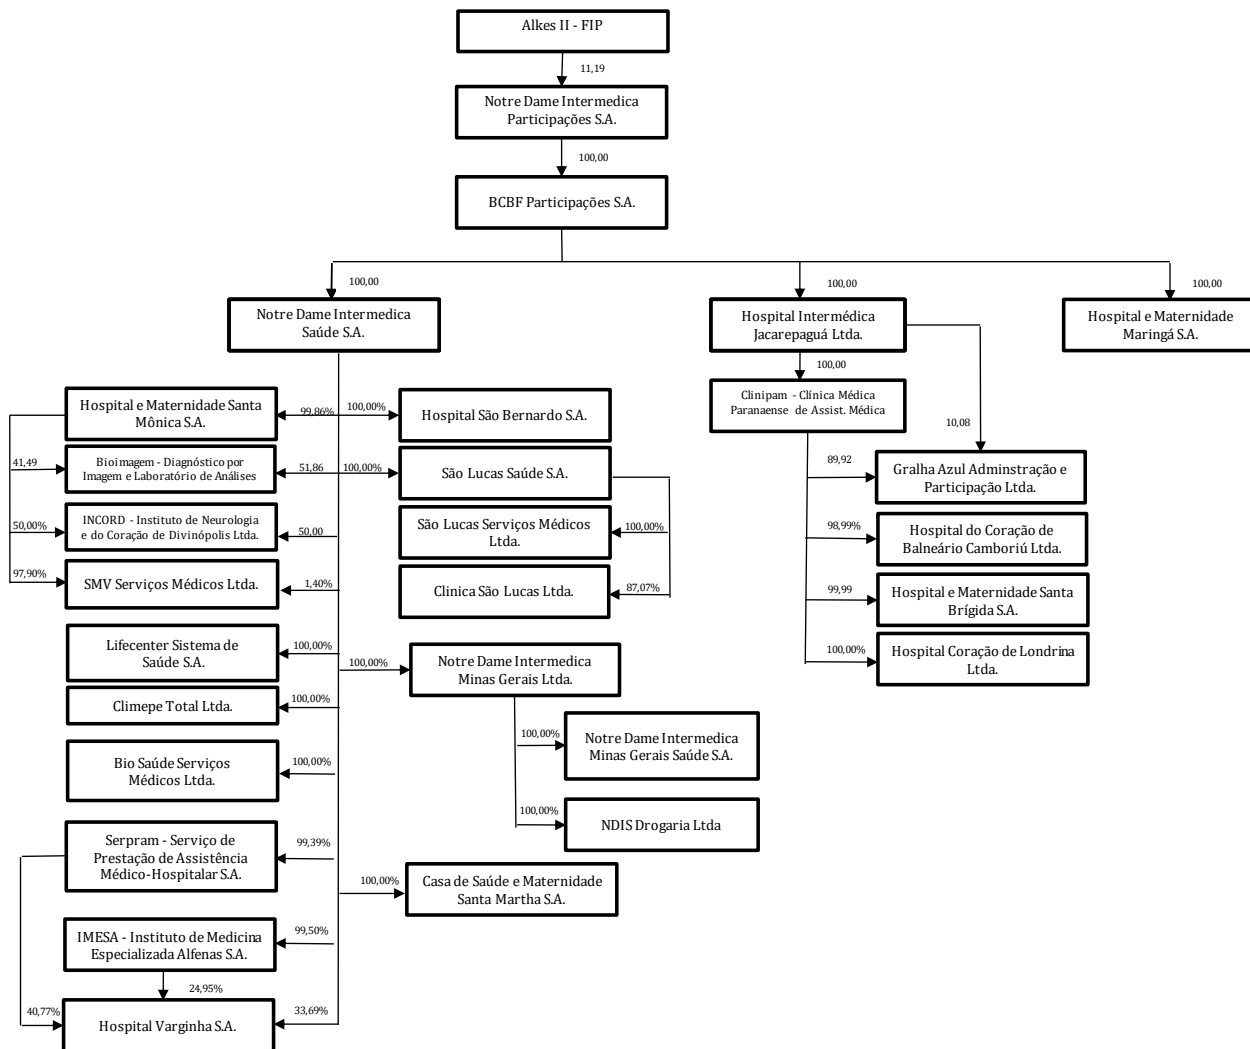 Alkes II - FIP
11,19
Notre Dame Intermedica
Participações S.A.
100,00
BCBF Participações S.A.
100,00
100,00
100,00
Notre Dame Intermedica
Saúde S.A.
Hospital Intermédica
Jacarepaguá Ltda.
Hospital e Maternidade
Maringá S.A.
100,00
Clinipam - Clínica Médica
Paranaense de Assist. Médica
10,08
Hospital e Maternidade Santa
Mônica S.A.
99,86%
100,00%
Hospital São Bernardo S.A.
41,49
Bioimagem - Diagnóstico por
Imagem e Laboratório de Análises
51,86
100,00%
São Lucas Saúde S.A.
89,92
Gralha Azul Adminstração e
Participação Ltda.
50,00%
INCORD - Instituto de Neurologia
e do Coração de Divinópolis Ltda.
50,00
São Lucas Serviços Médicos
Ltda.
100,00%
98,99%
Hospital do Coração de
Balneário Camboriú Ltda.
97,90%
SMV Serviços Médicos Ltda.
1,40%
Clinica São Lucas Ltda.
87,07%
99,99
Hospital e Maternidade Santa
Brígida S.A.
Lifecenter Sistema de
Saúde S.A.
100,00%
100,00%
Notre Dame Intermedica
Minas Gerais Ltda.
100,00%
Hospital Coração de Londrina
Ltda.
Climepe Total Ltda.
100,00%
Bio Saúde Serviços
Médicos Ltda.
100,00%
100,00%
Notre Dame Intermedica
Minas Gerais Saúde S.A.
100,00%
NDIS Drogaria Ltda
Serpram - Serviço de
Prestação de Assistência
Médico-Hospitalar S.A.
99,39%
100,00%
Casa de Saúde e Maternidade
Santa Martha S.A.
IMESA - Instituto de Medicina
Especializada Alfenas S.A.
99,50%
24,95%
40,77%
Hospital Varginha S.A.
33,69%